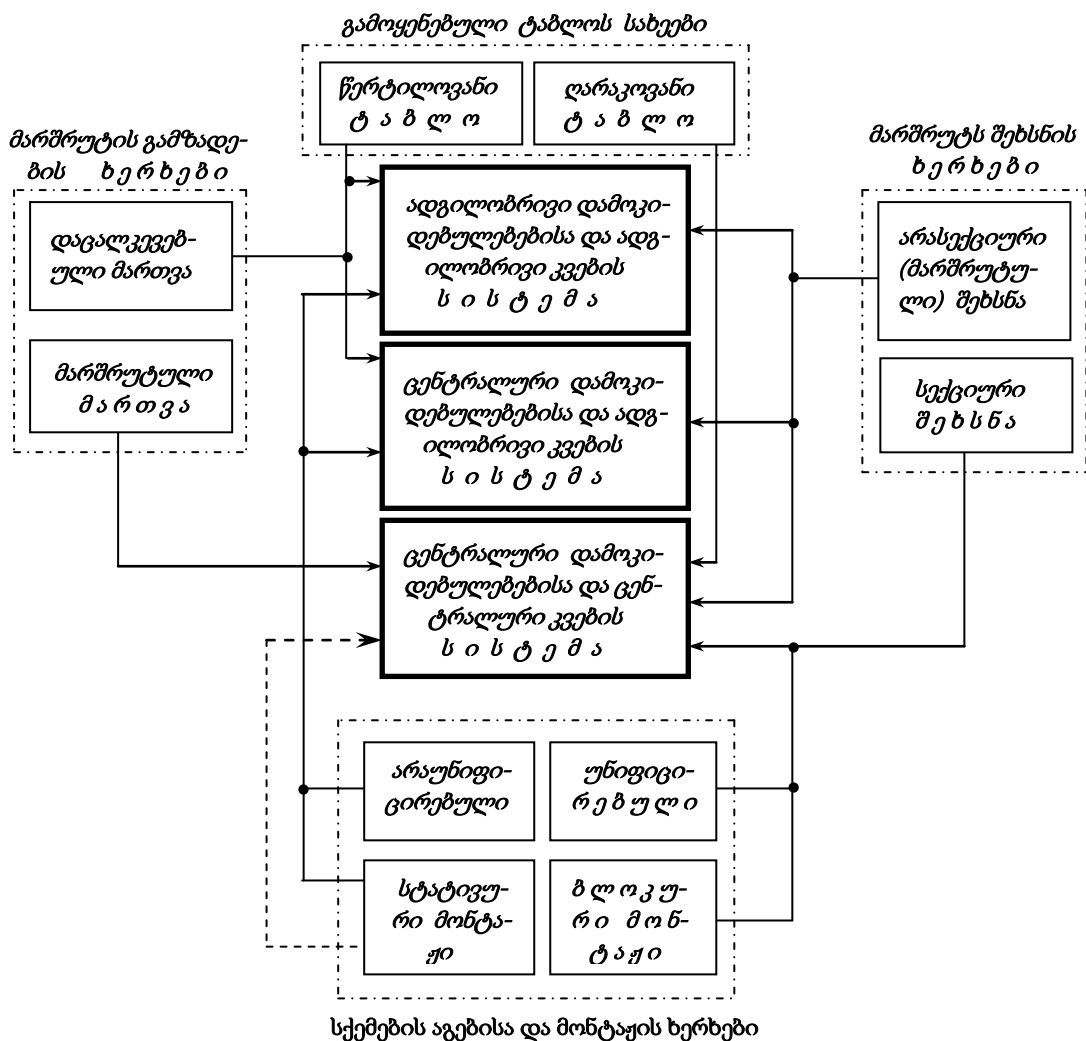 გამოყენებული ტაბლოს სახეები
წერტილოვანი
ტ ა ბ ლ ო
ღარაკოვანი
ტ ა ბ ლ ო
მარშრუტის გამზადე-
ბის ხ ე რ ხ ე ბ ი
დაცალკევებ-
ული მართვა
მარშრუტული
მ ა რ თ ვ ა
ადგილობრივი დამოკი-
დებულებებისა და ადგ-
ილობრივი კვების
ს ი ს ტ ე მ ა
ცენტრალური დამოკი-
დებულებებისა და ადგ-
ილობრივი კვების
ს ი ს ტ ე მ ა
ცენტრალური დამოკი-
დებულებებისა და ცენ-
ტრალური კვების
ს ი ს ტ ე მ ა
მარშრუტს შეხსნის
ხ ე რ ხ ე ბ ი
არასექციური
(მარშრუტუ-
ლი) შეხსნა
სექციური
შ ე ხ ს ნ ა
არაუნიფი-
ცირებული
უნიფიცი-
რ ე ბ უ ლ ი
სტატივუ-
რი მონტა-
ჟი
ბ ლ ო კ უ-
რ ი მ ო ნ-
ტ ა ჟ ი
სქემების აგებისა და მონტაჟის ხერხები